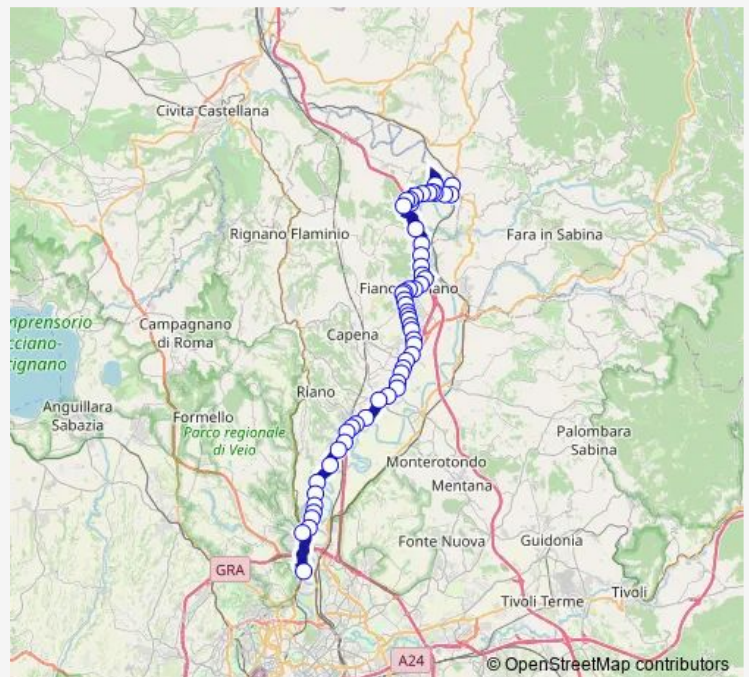 Civita Castellana
Rignano Flaminio
Fara in Sabina
Campagnano
di Roma
Capena
Anguillara
Sabazia
Formello
Riano
Parco regionale
di Veio
Palombara
Sabina
Monterotondo
Mentana
Fonte Nuova
Guidonia
GRA
Tivoli Terme
Tivoli
A24
© OpenStreetMap contributors